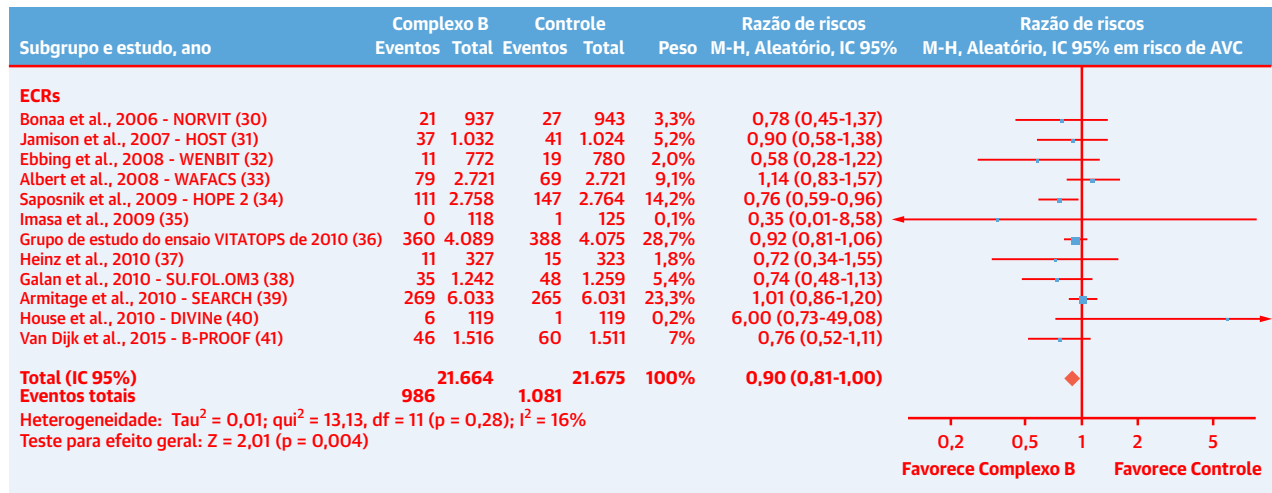 Complexo B Controle Razão de riscos Razão de riscos
Subgrupo e estudo, ano Eventos Total Eventos Total Peso M-H, Aleatório, IC 95% M-H, Aleatório, IC 95% em risco de AVC
ECRs
Bonaa et al., 2006 - NORVIT (30) 21 937 27 943 3,3% 0,78 (0,45-1,37)
Jamison et al., 2007 - HOST (31) 37 1.032 41 1.024 5,2% 0,90 (0,58-1,38)
Ebbing et al., 2008 - WENBIT (32) 11 772 19 780 2,0% 0,58 (0,28-1,22)
Albert et al., 2008 - WAFACS (33) 79 2.721 69 2.721 9,1% 1,14 (0,83-1,57)
Saposnik et al., 2009 - HOPE 2 (34) 111 2.758 147 2.764 14,2% 0,76 (0,59-0,96)
Imasa et al., 2009 (35) 0 118 1 125 0,1% 0,35 (0,01-8,58)
Grupo de estudo do ensaio VITATOPS de 2010 (36) 360 4.089 388 4.075 28,7% 0,92 (0,81-1,06)
Heinz et al., 2010 (37) 11 327 15 323 1,8% 0,72 (0,34-1,55)
Galan et al., 2010 - SU.FOL.OM3 (38) 35 1.242 48 1.259 5,4% 0,74 (0,48-1,13)
Armitage et al., 2010 - SEARCH (39) 269 6.033 265 6.031 23,3% 1,01 (0,86-1,20)
House et al., 2010 - DIVINe (40) 6 119 1 119 0,2% 6,00 (0,73-49,08)
Van Dijk et al., 2015 - B-PROOF (41) 46 1.516 60 1.511 7% 0,76 (0,52-1,11)
Total (IC 95%) 21.664 21.675 100% 0,90 (0,81-1,00)
Eventos totais 986 1.081
Heterogeneidade: Tau² = 0,01; qui² = 13,13, df = 11 (p = 0,28); I² = 16%
Teste para efeito geral: Z = 2,01 (p = 0,004)
0,2 0,5 1 2 5
Favorece Complexo B Favorece Controle